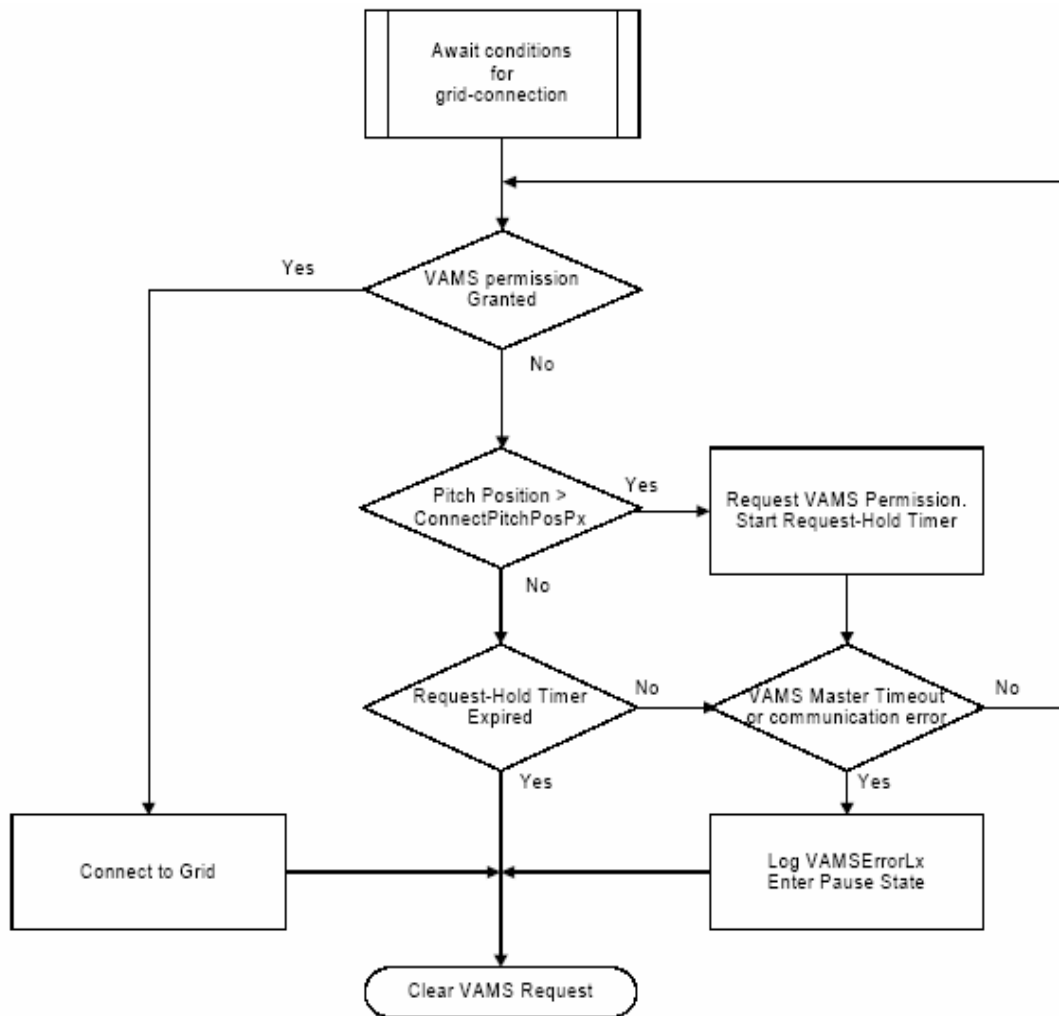 Await conditions
for
grid-connection
Yes
VAMS permission
Granted
No
Pitch Position >
ConnectPitchPosPx
Yes
Request VAMS Permission.
Start Request-Hold Timer
No
Request-Hold Timer
Expired
No
VAMS Master Timeout
or communication error
No
Yes
Yes
Connect to Grid
Log VAMSErrorLx
Enter Pause State
Clear VAMS Request